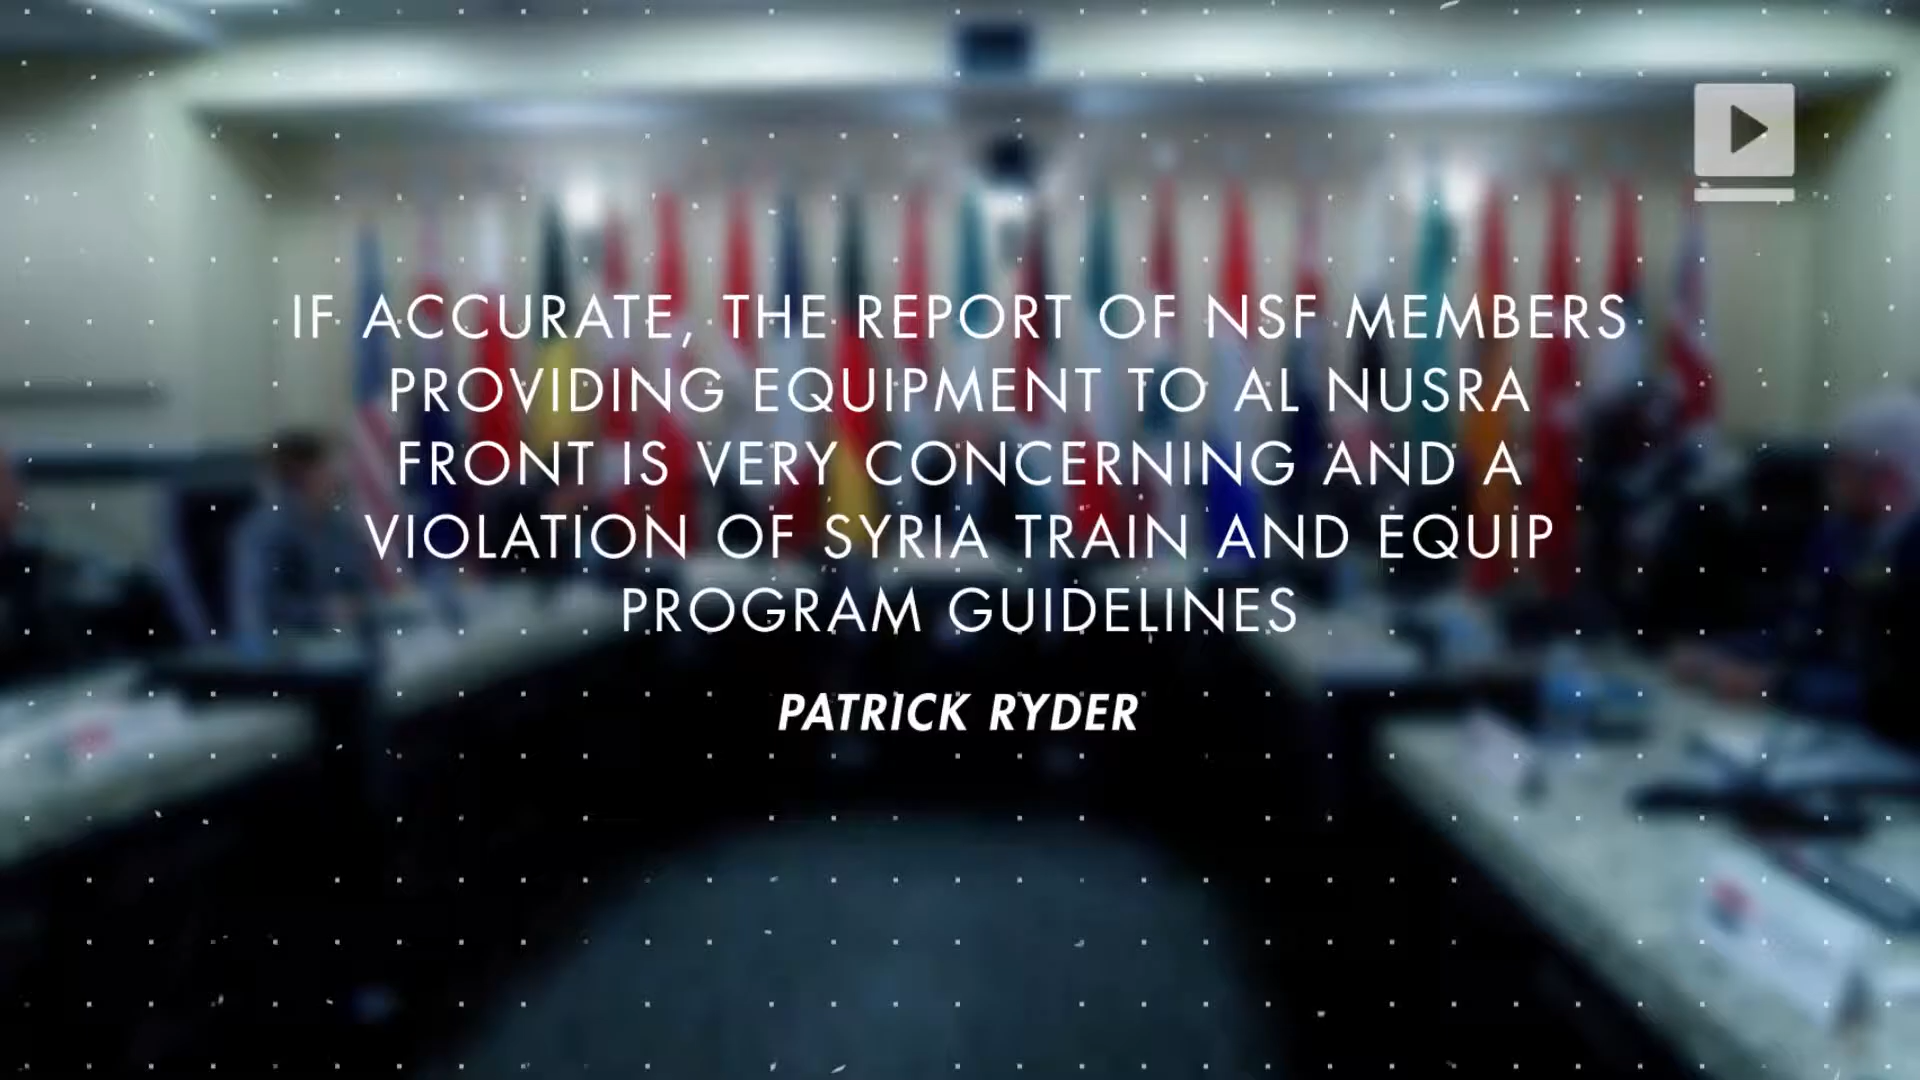 IF ACCURATE, THE REPORT OF NSF MEMBERS
PROVIDING EQUIPMENT TO AL NUSRA
FRONT IS VERY CONCERNING AND A
VIOLATION OF SYRIA TRAIN AND EQUIP
PROGRAM GUIDELINES
PATRICK RYDER